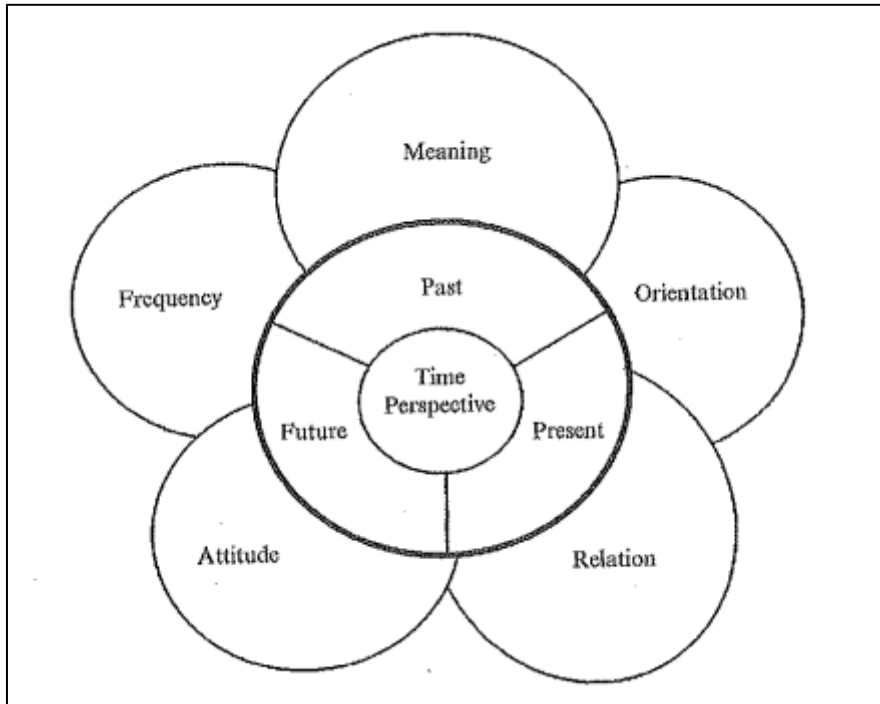 Meaning
Frequency
Orientation
Past
Time
Perspective
Future
Present
Attitude
Relation